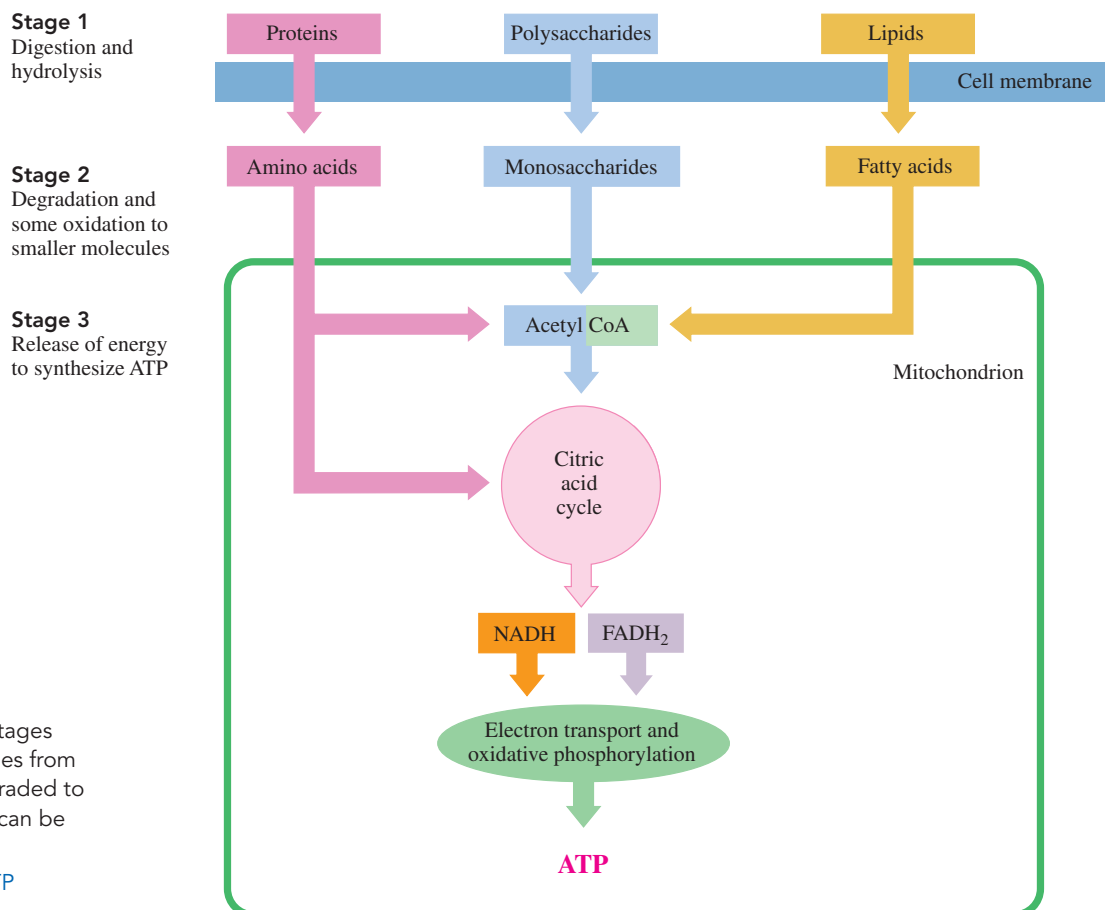 Stage 1
Digestion and
hydrolysis
Proteins
Polysaccharides
Lipids
Cell membrane
Stage 2
Degradation and
some oxidation to
smaller molecules
Amino acids
Monosaccharides
Fatty acids
Stage 3
Release of energy
to synthesize ATP
Acetyl CoA
Mitochondrion
Citric
acid
cycle
NADH
FADH₂
Electron transport and
oxidative phosphorylation
ATP
tages
es from
raded to
can be